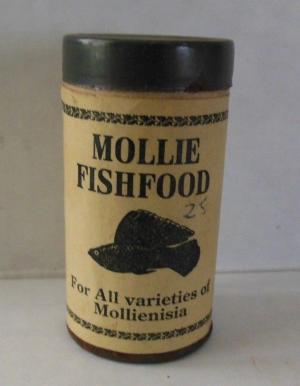 MOLLIE
FISHFOOD
25
For All varieties of
Mollienisia